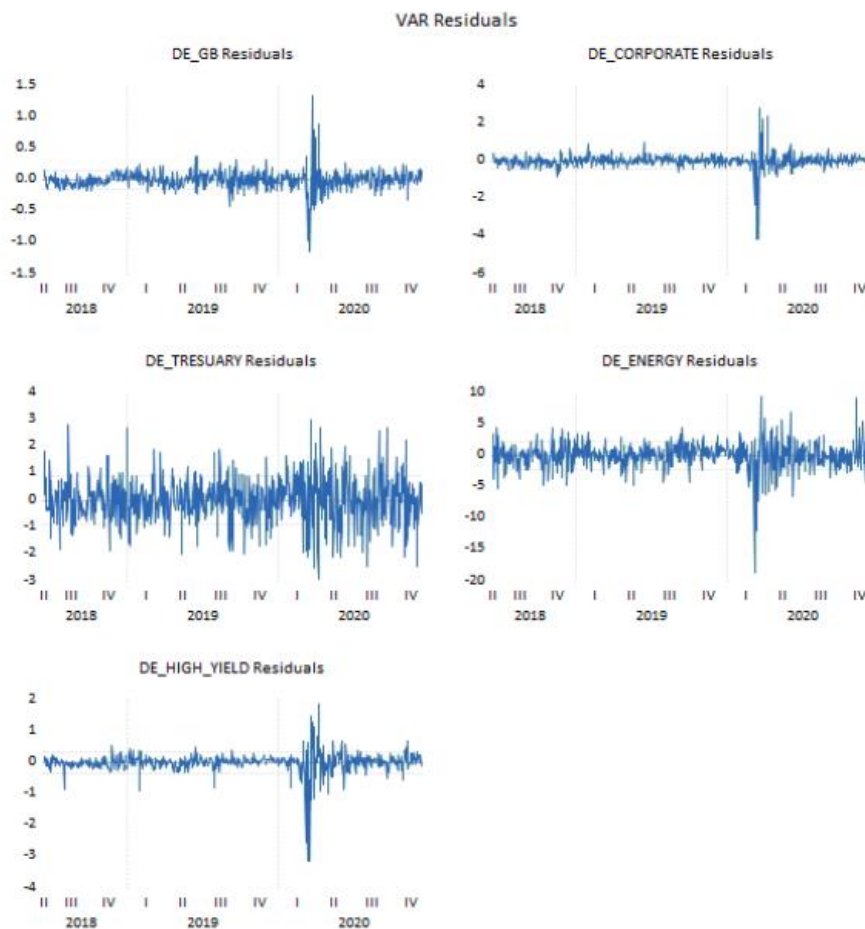 VAR Residuals
DE_GB Residuals
1.5
1.0
0.5
0.0
-0.5
-1.0
-1.5
II III IV I II III IV I II III IV
2018 2019 2020
DE_CORPORATE Residuals
4
2
0
-2
-4
-6
II III IV I II III IV I II III IV
2018 2019 2020
DE_TRESUARY Residuals
4
3
2
1
0
-1
-2
-3
II III IV I II III IV I II III IV
2018 2019 2020
DE_ENERGY Residuals
10
5
0
-5
-10
-15
-20
II III IV I II III IV I II III IV
2018 2019 2020
DE_HIGH_YIELD Residuals
2
1
0
-1
-2
-3
-4
II III IV I II III IV I II III IV
2018 2019 2020